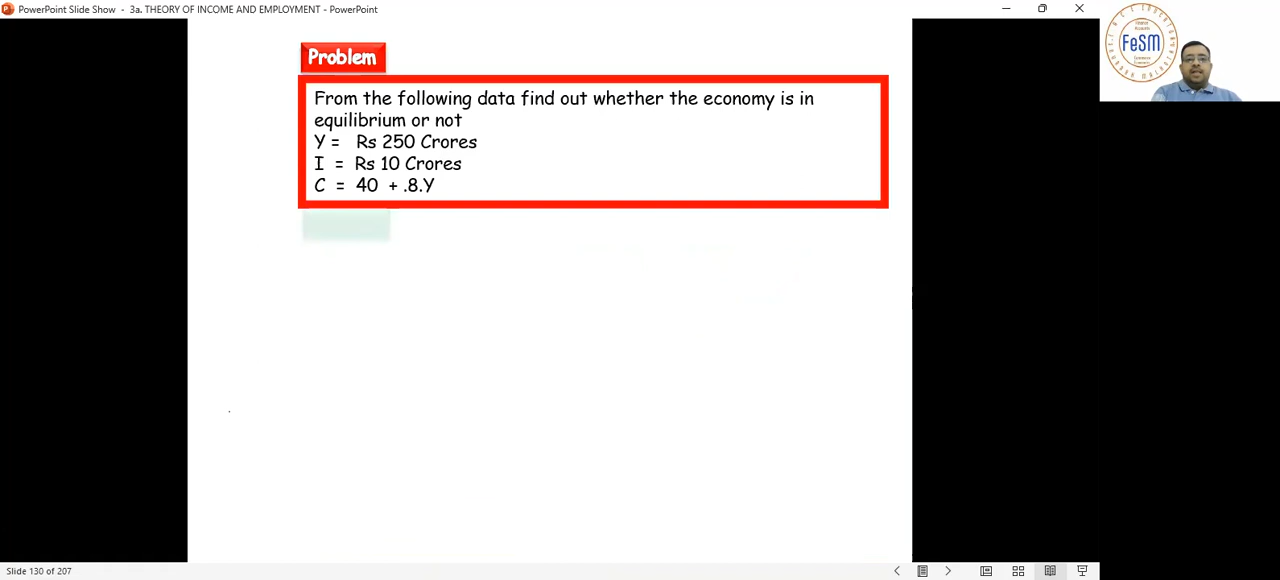 PowerPoint Slide Show - 3a. THEORY OF INCOME AND EMPLOYMENT - PowerPoint
FeSM
Problem
From the following data find out whether the economy is in
equilibrium or not
Y = Rs 250 Crores
I = Rs 10 Crores
C = 40 + .8.Y
Slide 130 of 207